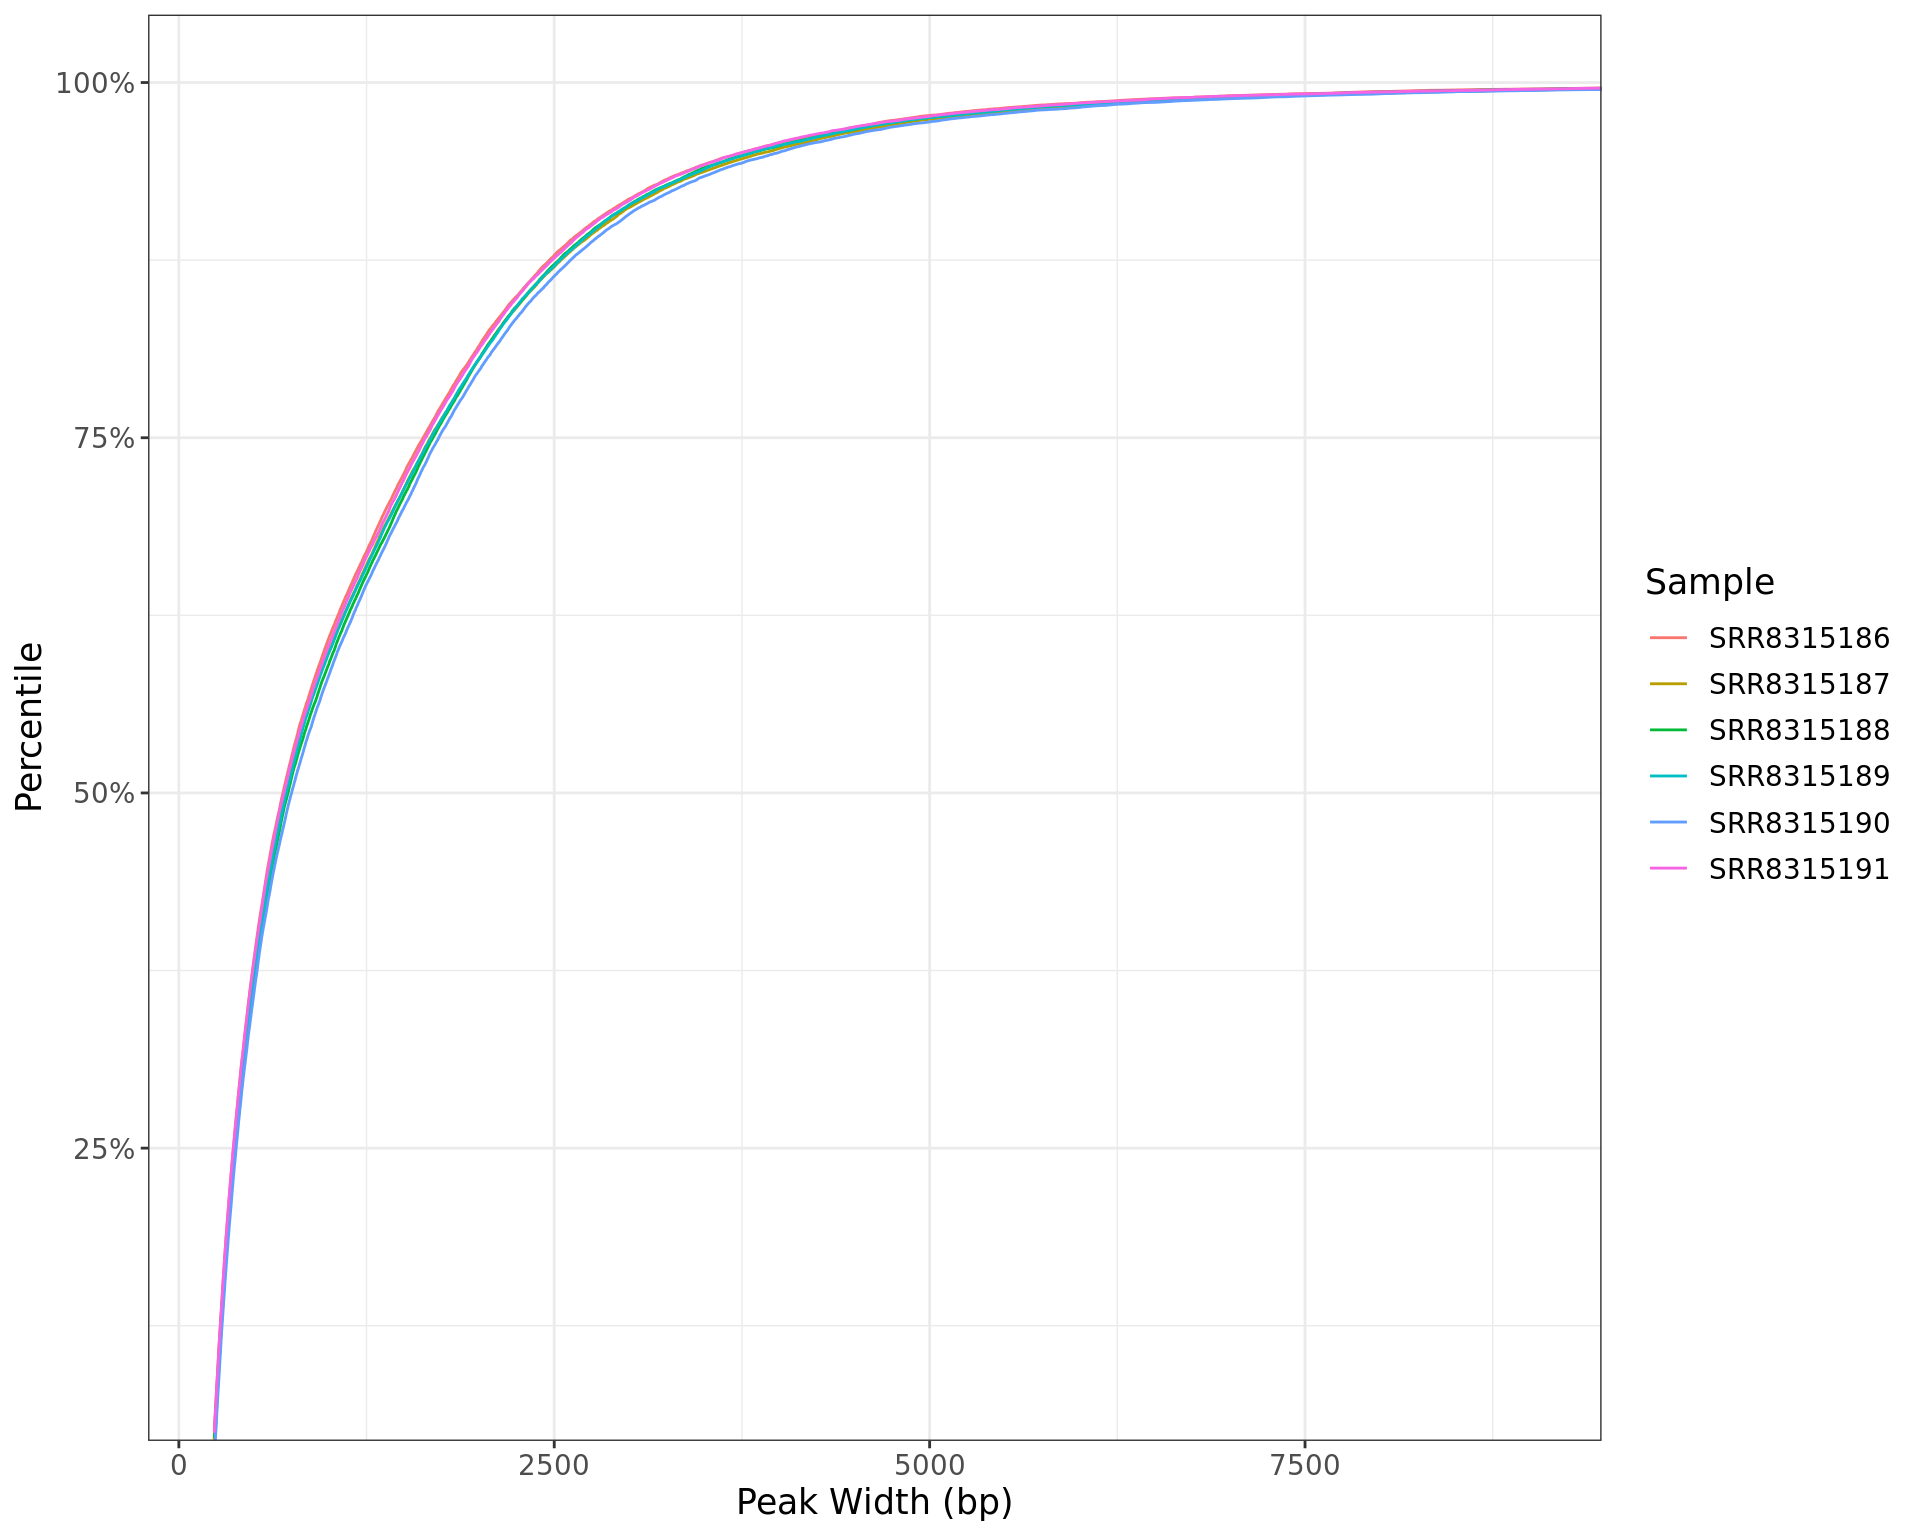 100%
75%
50%
25%
Percentile
0 2500 5000 7500
Peak Width (bp)
Sample
SRR8315186
SRR8315187
SRR8315188
SRR8315189
SRR8315190
SRR8315191